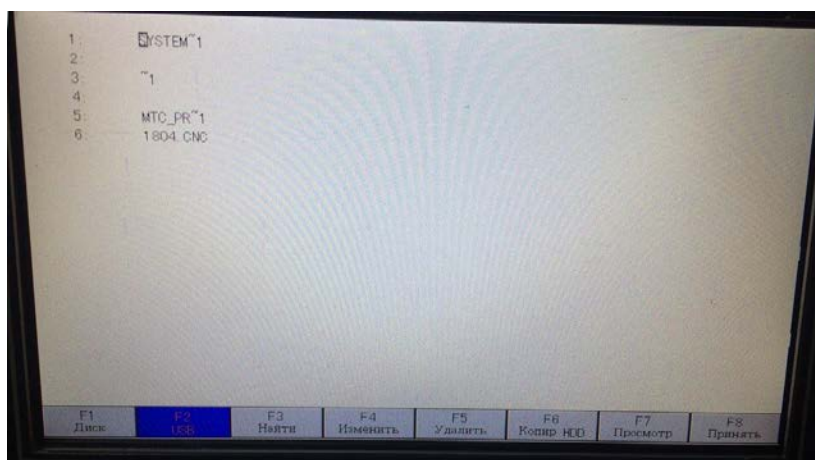 1: SYSTEM~1
2:
3: ~1
4:
5: MTC_PR~1
6: 1804.CNC
F1 F2 F3 F4 F5 F6 F7 F8
Диск USB Найти Изменить Удалить Копир HDD Просмотр Принять